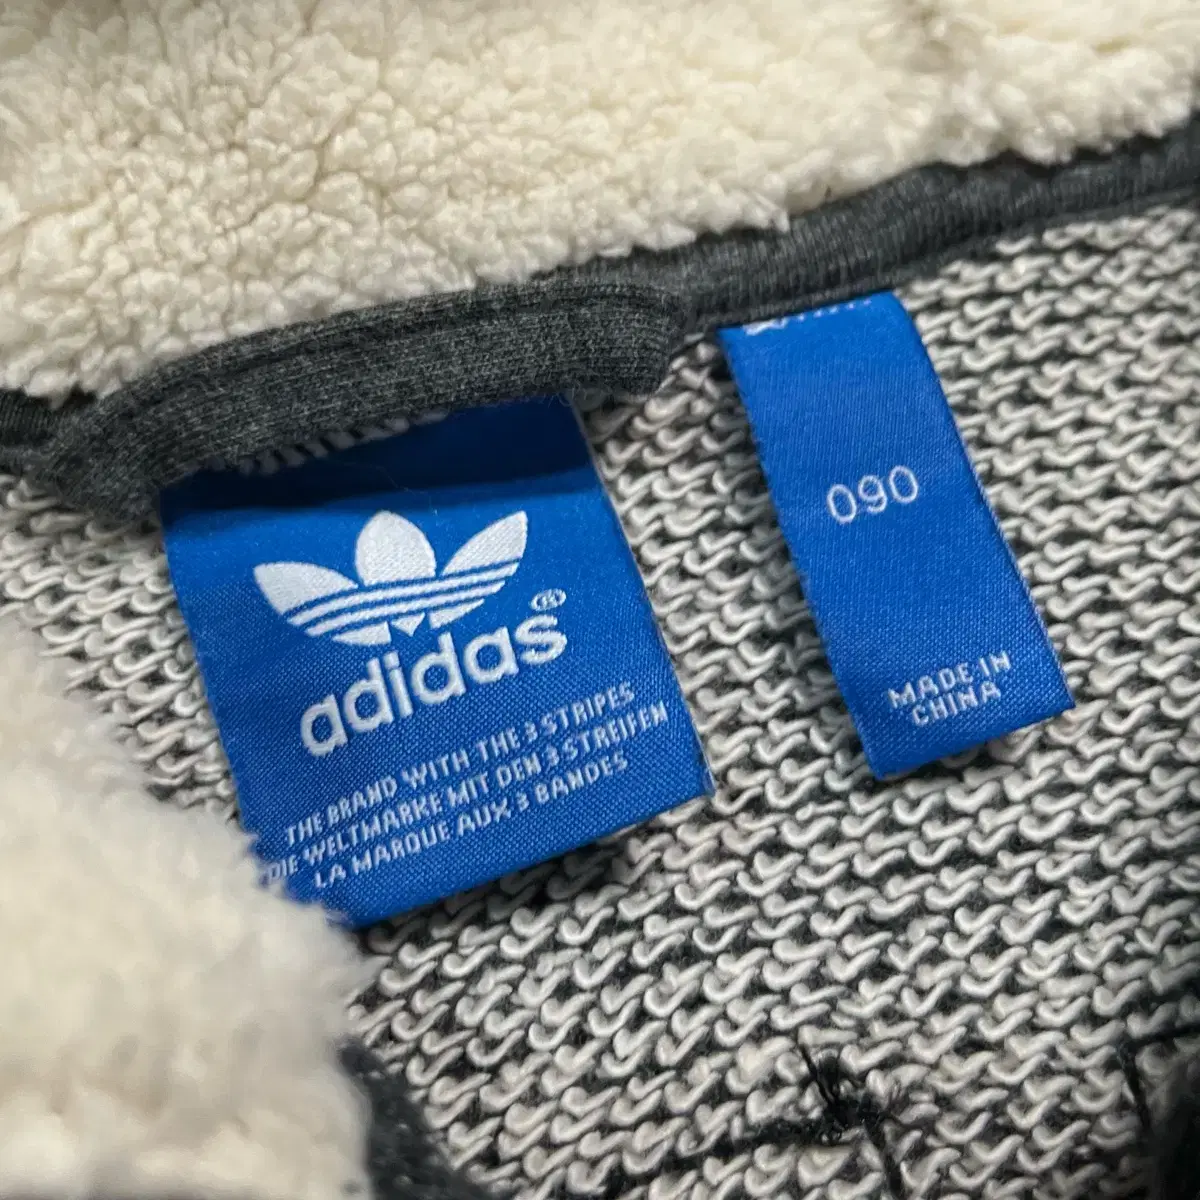 adidas®
THE BRAND WITH THE 3 STRIPES
DIE WELTMARKE MIT DEN 3 STREIFEN
LA MARQUE AUX 3 BANDES
090
MADE IN
CHINA